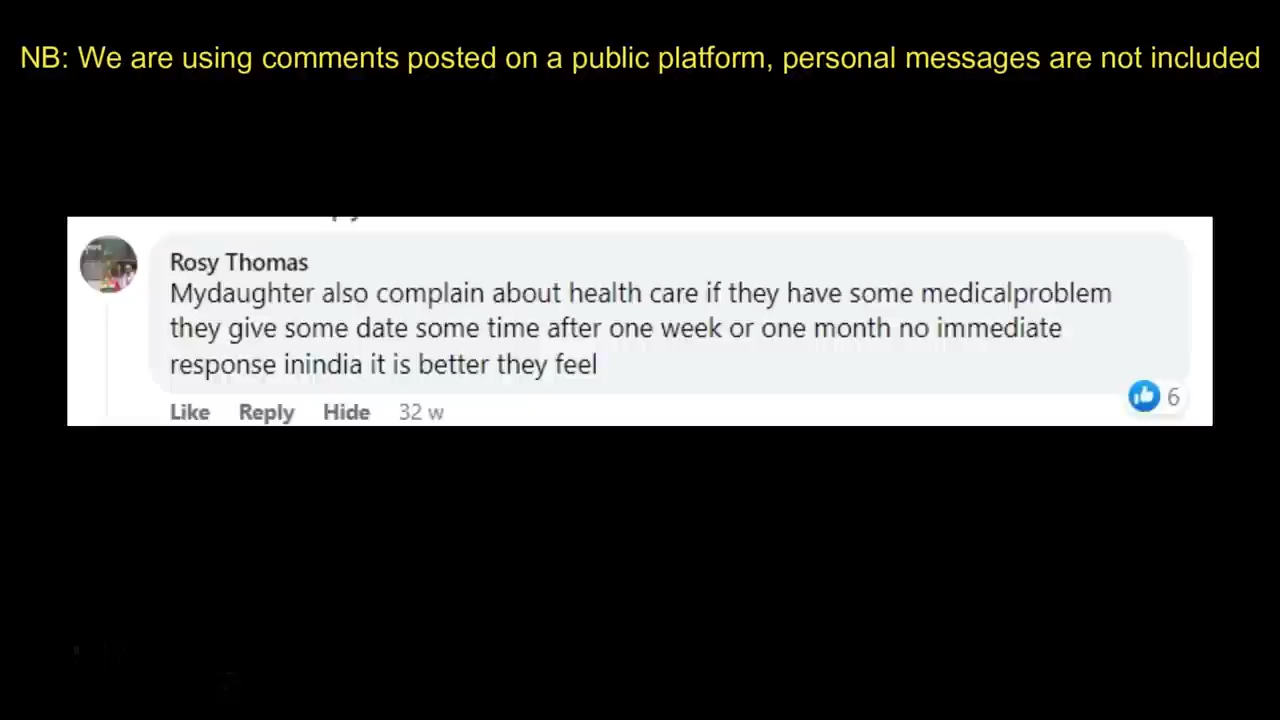 NB: We are using comments posted on a public platform, personal messages are not included
Rosy Thomas
Mydaughter also complain about health care if they have some medicalproblem
they give some date some time after one week or one month no immediate
response inindia it is better they feel
Like Reply Hide 32 w
6